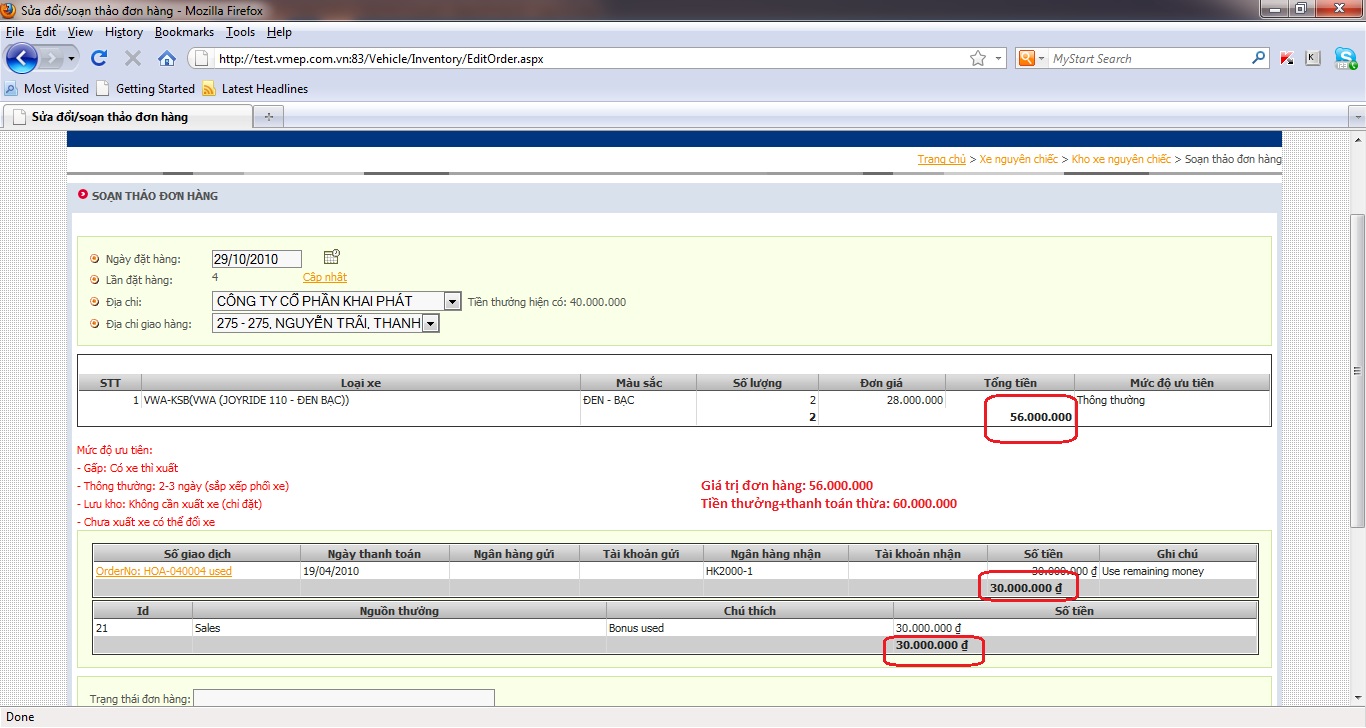 Sửa đổi/soạn thảo đơn hàng - Mozilla Firefox
File Edit View History Bookmarks Tools Help
http://test.vmep.com.vn:83/Vehicle/Inventory/EditOrder.aspx
MyStart Search
Most Visited Getting Started Latest Headlines
Sửa đổi/soạn thảo đơn hàng
Trang chủ > Xe nguyên chiếc > Kho xe nguyên chiếc > Soạn thảo đơn hàng
SOẠN THẢO ĐƠN HÀNG
Ngày đặt hàng: 29/10/2010
Lần đặt hàng: 4 Cập nhất
Địa chỉ: CÔNG TY CỔ PHẦN KHAI PHÁT Tiền thưởng hiện có: 40.000.000
Địa chỉ giao hàng: 275 - 275, NGUYỄN TRÃI, THANH
STT Loại xe Màu sắc Số lượng Đơn giá Tổng tiền Mức độ ưu tiên
1 VWA-KSB(VWA (JOYRIDE 110 - ĐEN BẠC)) ĐEN - BẠC 2 28.000.000 Thông thường
2 56.000.000
Mức độ ưu tiên:
- Gấp: Có xe thì xuất
- Thông thường: 2-3 ngày (sắp xếp phối xe)
- Lưu kho: Không cần xuất xe (chỉ đặt)
- Chưa xuất xe có thể đổi xe
Giá trị đơn hàng: 56.000.000
Tiền thưởng+thanh toán thừa: 60.000.000
Số giao dịch Ngày thanh toán Ngân hàng gửi Tài khoản gửi Ngân hàng nhận Tài khoản nhận Số tiền Ghi chú
OrderNo: HOA-040004 used 19/04/2010 HK2000-1 30.000.000 ₫ Use remaining money
30.000.000 ₫
Id Nguồn thưởng Chú thích Số tiền
21 Sales Bonus used 30.000.000 ₫
30.000.000 ₫
Trạng thái đơn hàng:
Done